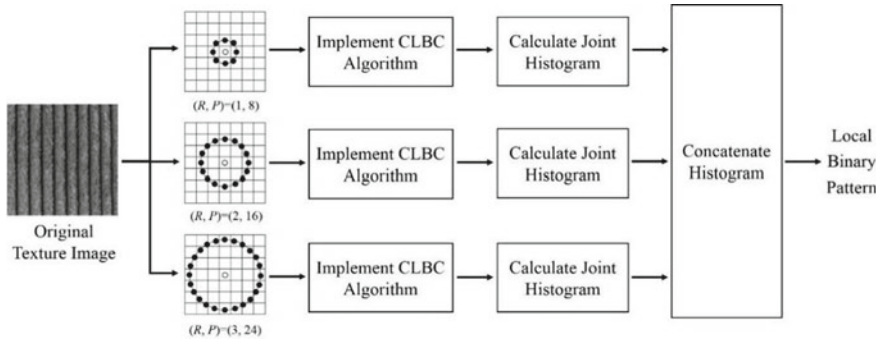 Original
Texture Image
(R, P)=(1, 8)
Implement CLBC
Algorithm
Calculate Joint
Histogram
(R, P)=(2, 16)
Implement CLBC
Algorithm
Calculate Joint
Histogram
(R, P)=(3, 24)
Implement CLBC
Algorithm
Calculate Joint
Histogram
Concatenate
Histogram
Local
Binary
Pattern